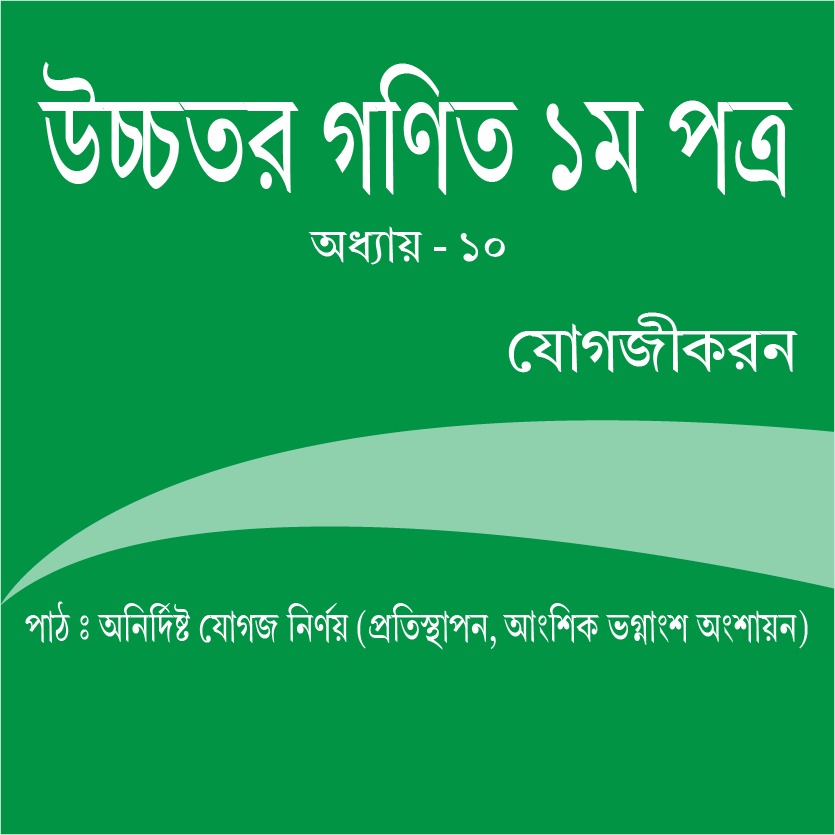 উচ্চতর গণিত ১ম পত্র
অধ্যায় - ১০
যোগজীকরন
পাঠ ঃ অনির্দিষ্ট যোগজ নির্ণয় (প্রতিস্থাপন, আংশিক ভগ্নাংশ অংশায়ন)